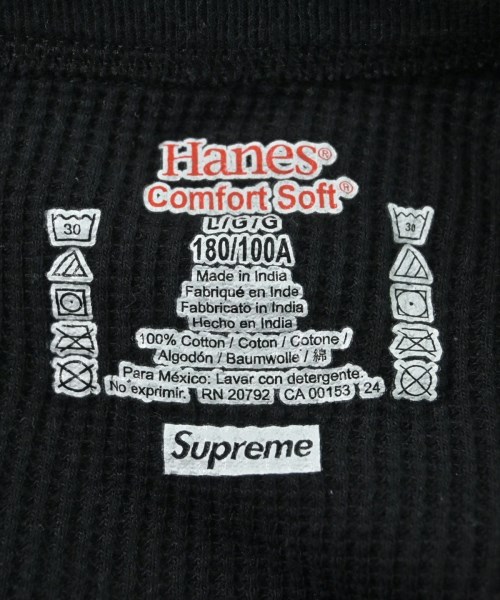 Hanes®
Comfort Soft®
L/G/G
180/100A
30
30
Made in India
Fabriqué en Inde
Fabbricato in India
Hecho en India
100% Cotton / Coton / Cotone /
Algodón / Baumwolle / 綿
Para México: Lavar con detergente.
No exprimir. RN 20792 CA 00153 24
Supreme